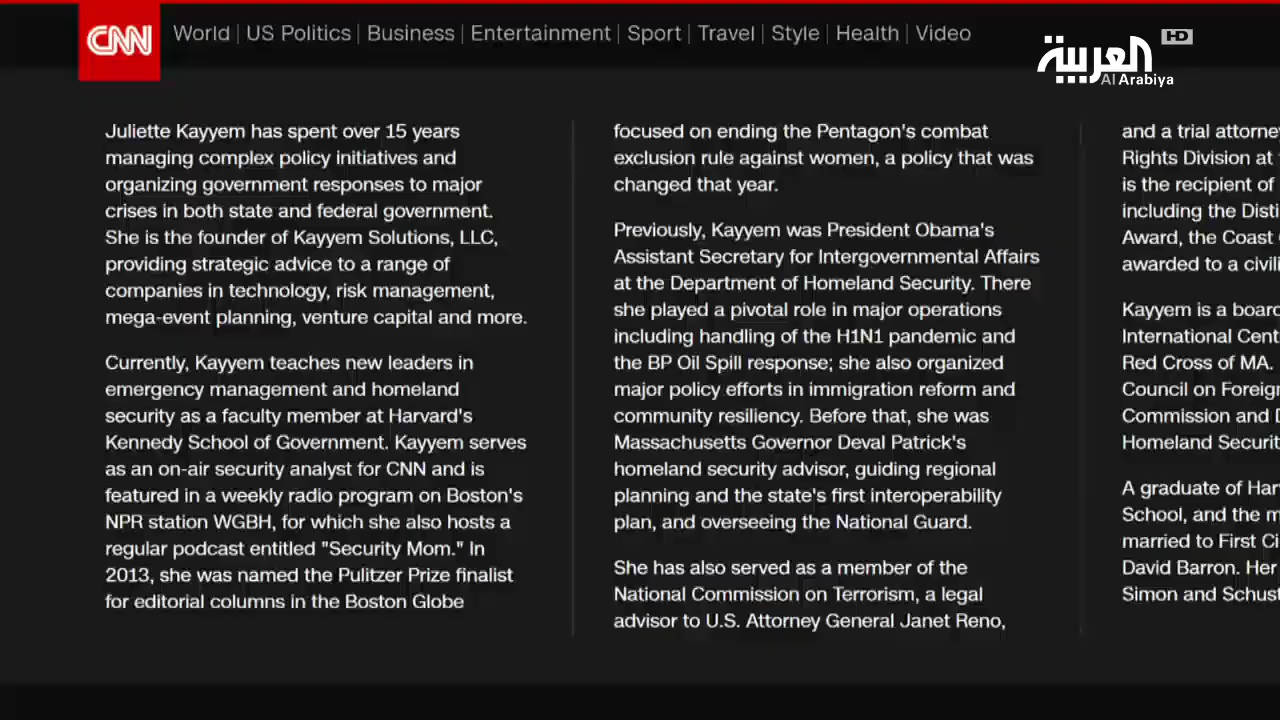 CNN
World | US Politics | Business | Entertainment | Sport | Travel | Style | Health | Video
العربية HD
Al Arabiya
Juliette Kayyem has spent over 15 years
managing complex policy initiatives and
organizing government responses to major
crises in both state and federal government.
She is the founder of Kayyem Solutions, LLC,
providing strategic advice to a range of
companies in technology, risk management,
mega-event planning, venture capital and more.
Currently, Kayyem teaches new leaders in
emergency management and homeland
security as a faculty member at Harvard's
Kennedy School of Government. Kayyem serves
as an on-air security analyst for CNN and is
featured in a weekly radio program on Boston's
NPR station WGBH, for which she also hosts a
regular podcast entitled "Security Mom." In
2013, she was named the Pulitzer Prize finalist
for editorial columns in the Boston Globe
focused on ending the Pentagon's combat
exclusion rule against women, a policy that was
changed that year.
Previously, Kayyem was President Obama's
Assistant Secretary for Intergovernmental Affairs
at the Department of Homeland Security. There
she played a pivotal role in major operations
including handling of the H1N1 pandemic and
the BP Oil Spill response; she also organized
major policy efforts in immigration reform and
community resiliency. Before that, she was
Massachusetts Governor Deval Patrick's
homeland security advisor, guiding regional
planning and the state's first interoperability
plan, and overseeing the National Guard.
She has also served as a member of the
National Commission on Terrorism, a legal
advisor to U.S. Attorney General Janet Reno,
and a trial attorney
Rights Division at
is the recipient of
including the
Award, the Coast
awarded to a
Kayyem is a
International
Red Cross of MA.
Council on
Commission and
Homeland
A graduate of
School, and the
married to First
David Barron. Her
Simon and